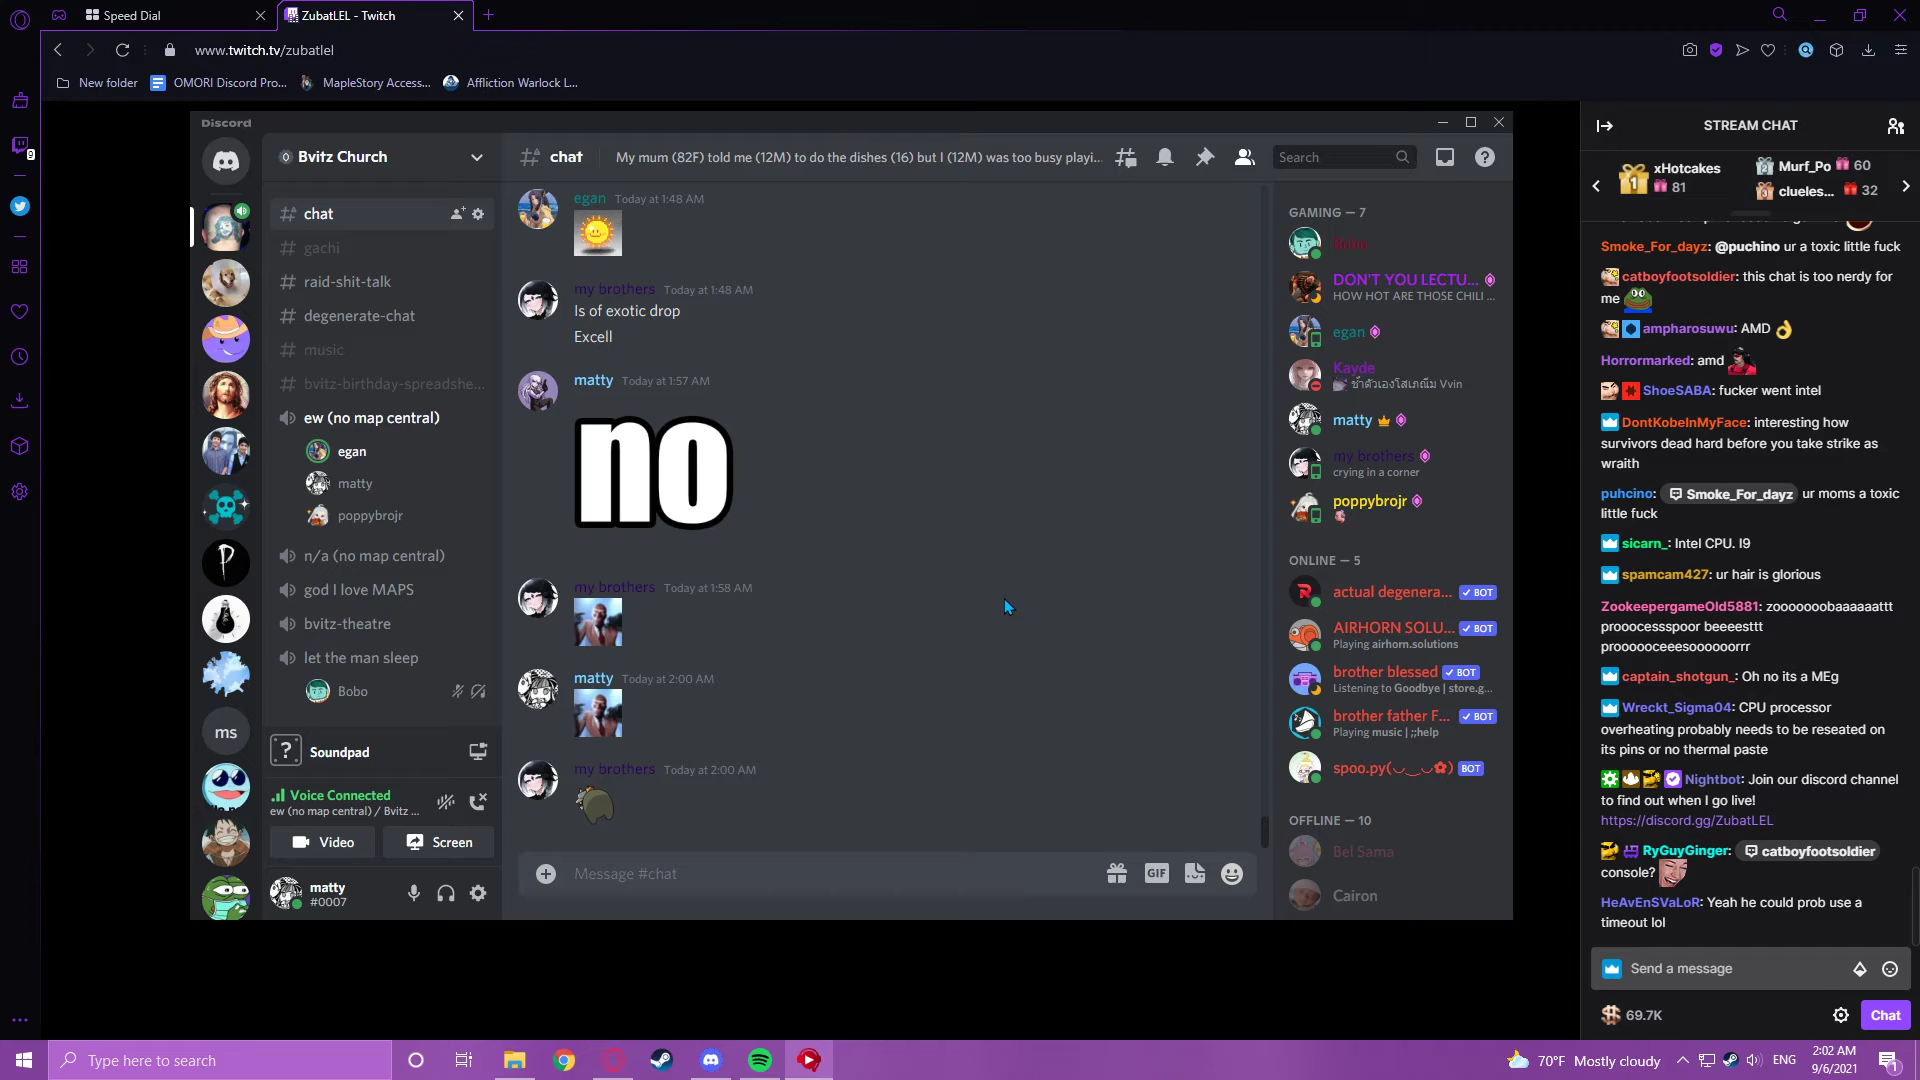 Speed Dial
ZubatLEL - Twitch
www.twitch.tv/zubatlel
New folder
OMORI Discord Pro...
MapleStory Access...
Affliction Warlock L...
9
Discord
Bvitz Church
chat
My mum (82F) told me (12M) to do the dishes (16) but I (12M) was too busy playi...
Search
chat
gachi
raid-shit-talk
degenerate-chat
music
bvitz-birthday-spreadshe...
ew (no map central)
egan
matty
poppybrojr
n/a (no map central)
god I love MAPS
bvitz-theatre
let the man sleep
Bobo
ms
Soundpad
Voice Connected
ew (no map central) / Bvitz ...
Video
Screen
matty
#0007
egan Today at 1:48 AM
my brothers Today at 1:48 AM
Is of exotic drop
Excell
matty Today at 1:57 AM
no
my brothers Today at 1:58 AM
matty Today at 2:00 AM
my brothers Today at 2:00 AM
Message #chat
GIF
GAMING — 7
Bobo
DON'T YOU LECTU...
HOW HOT ARE THOSE CHILI ...
egan
Kayde
matty
my brothers
crying in a corner
poppybrojr
ONLINE — 5
actual degenera... BOT
AIRHORN SOLU... BOT
Playing airhorn.solutions
brother blessed BOT
Listening to Goodbye | store.g...
brother father F... BOT
Playing music | ;;help
spoo.py(◡‿◡✿) BOT
OFFLINE — 10
Bel Sama
Cairon
STREAM CHAT
1
xHotcakes
81
Murf_Po 60
clueles... 32
Smoke_For_dayz: @puchino ur a toxic little fuck
catboyfootsoldier: this chat is too nerdy for
me
ampharosuwu: AMD
Horrormarked: amd
ShoeSABA: fucker went intel
DontKobeInMyFace: interesting how
survivors dead hard before you take strike as
wraith
puhcino: Smoke_For_dayz ur moms a toxic
little fuck
sicarn_: Intel CPU. I9
spamcam427: ur hair is glorious
ZookeepergameOld5881: zoooooobaaaaaattt
prooocessspoor beeeesttt
proooooceeesooooorrr
captain_shotgun_: Oh no its a MEg
Wreckt_Sigma04: CPU processor
overheating probably needs to be reseated on
its pins or no thermal paste
Nightbot: Join our discord channel
to find out when I go live!
https://discord.gg/ZubatLEL
RyGuyGinger: catboyfootsoldier
console?
HeAvEnSVaLoR: Yeah he could prob use a
timeout lol
Send a message
69.7K
Chat
Type here to search
70°F Mostly cloudy
ENG
2:02 AM
9/6/2021
1